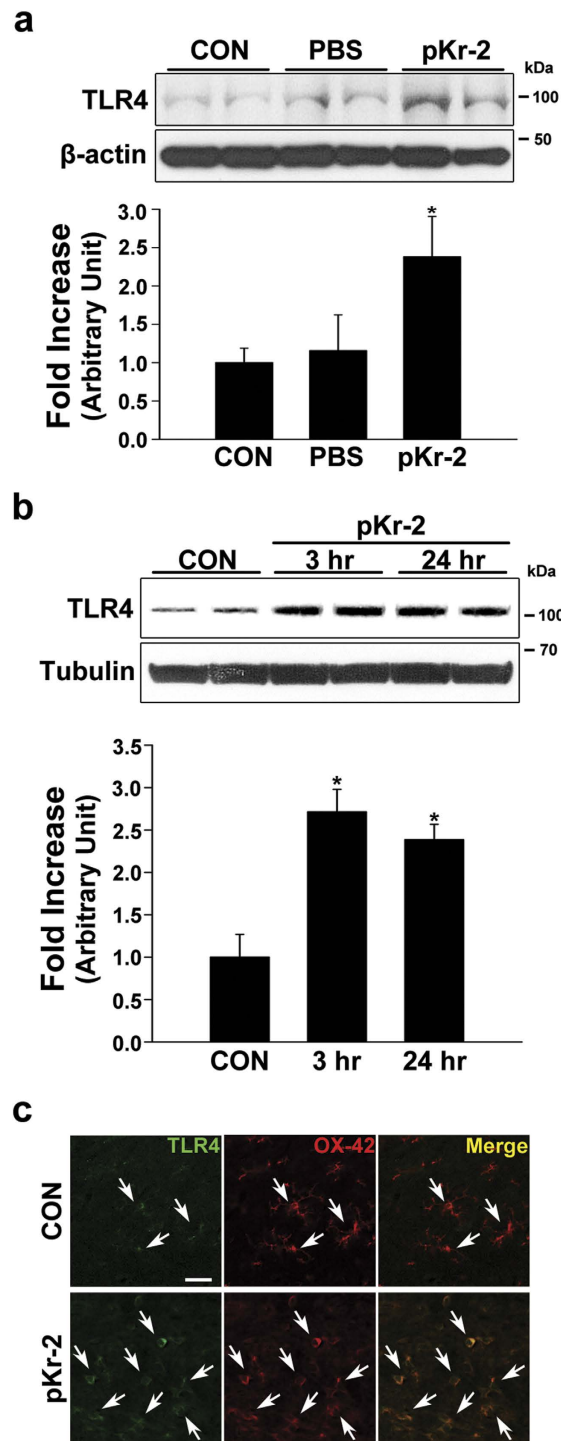 a
CON PBS pKr-2
kDa
TLR4
100
50
β-actin
Fold Increase
(Arbitrary Unit)
3.0
*
2.5
2.0
1.5
1.0
0.5
0.0
CON PBS pKr-2
b
pKr-2
CON 3 hr 24 hr
kDa
TLR4
100
70
Tubulin
Fold Increase
(Arbitrary Unit)
3.5
3.0
* *
2.5
2.0
1.5
1.0
0.5
0.0
CON 3 hr 24 hr
c
TLR4 OX-42 Merge
CON
pKr-2